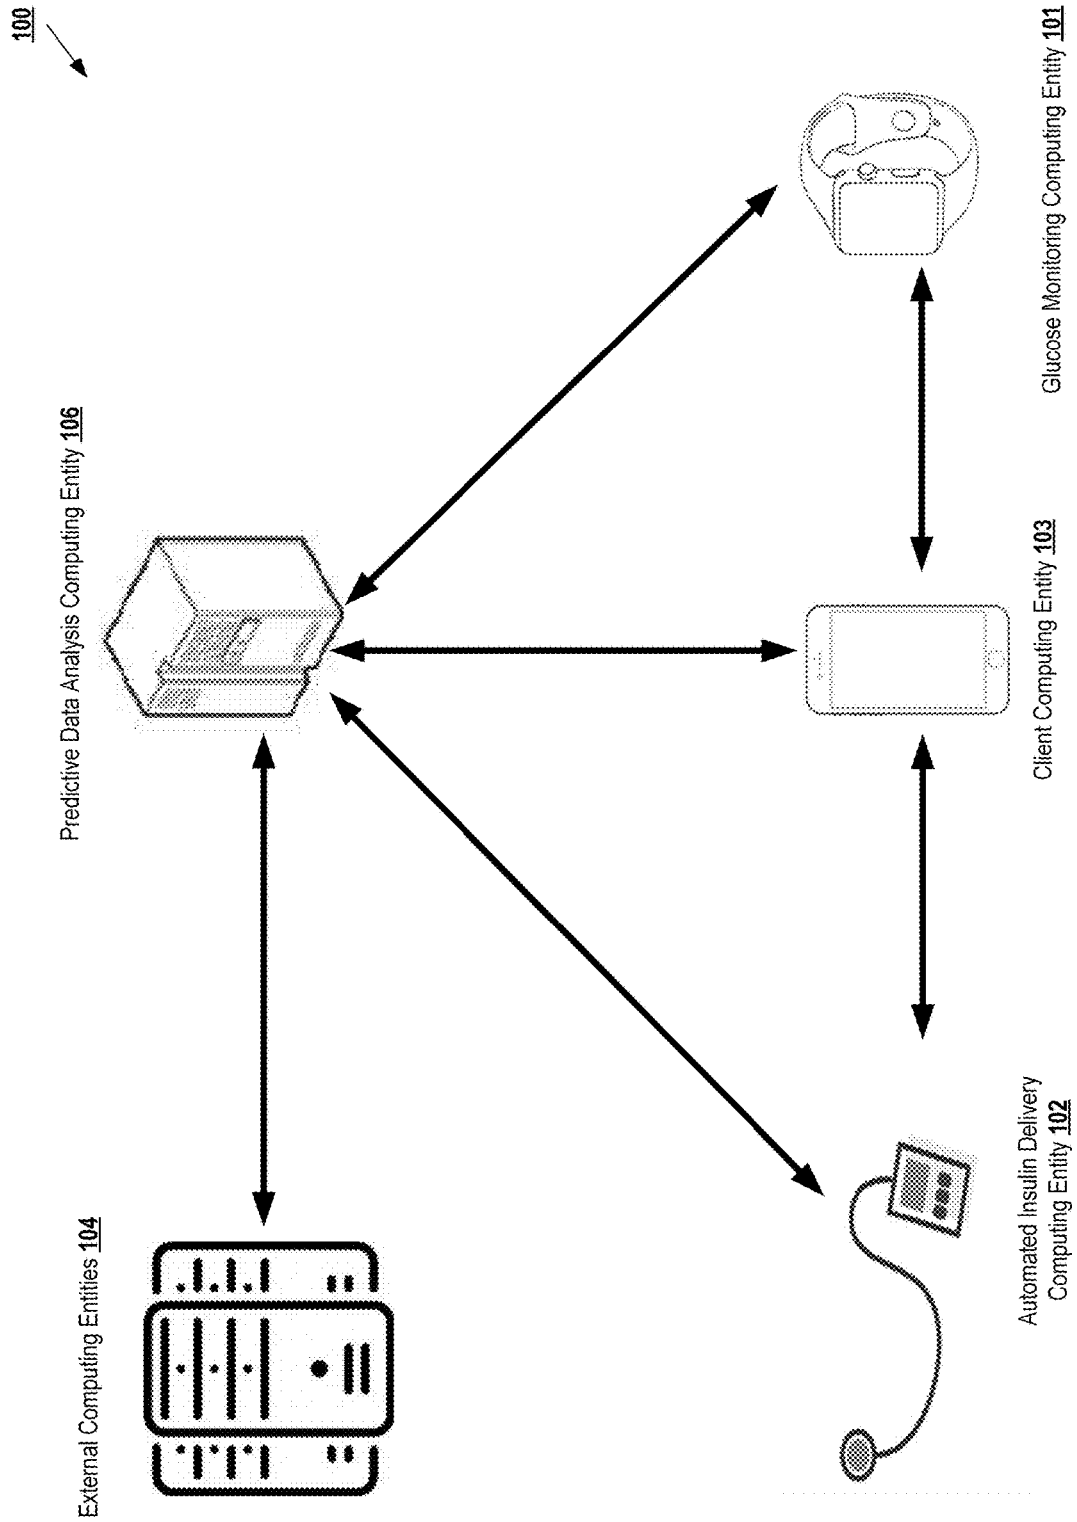 100
External Computing Entities 104
Predictive Data Analysis Computing Entity 106
Automated Insulin Delivery
Computing Entity 102
Client Computing Entity 103
Glucose Monitoring Computing Entity 101